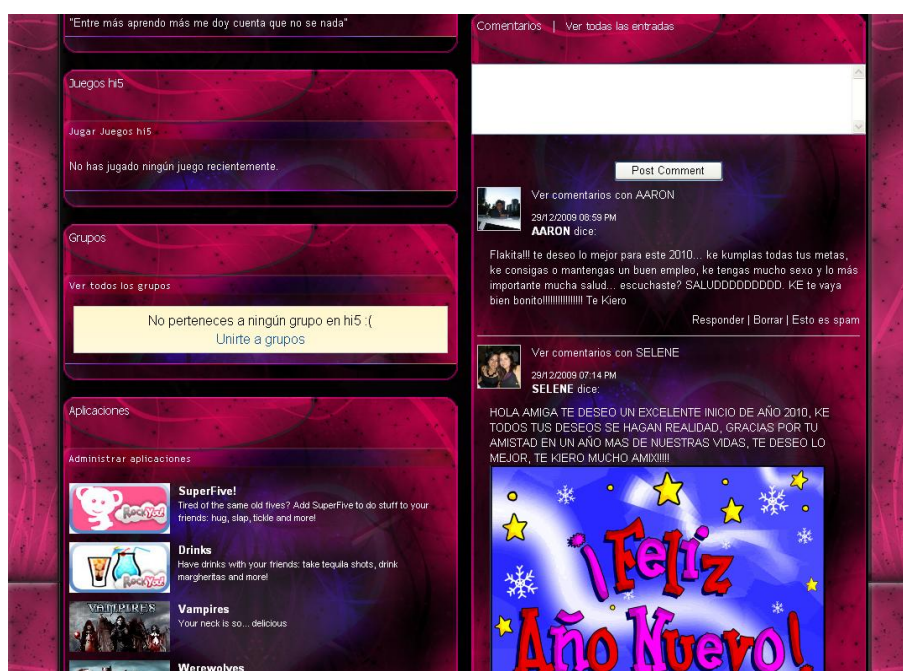 "Entre más aprendo más me doy cuenta que no se nada"
Juegos hi5
Jugar Juegos hi5
No has jugado ningún juego recientemente.
Grupos
Ver todos los grupos
No perteneces a ningún grupo en hi5 :(
Unirte a grupos
Aplicaciones
Administrar aplicaciones
RockYou!
SuperFive!
Tired of the same old fives? Add SuperFive to do stuff to your
friends: hug, slap, tickle and more!
RockYou!
Drinks
Have drinks with your friends: take tequila shots, drink
margheritas and more!
VAMPIRES
Vampires
Your neck is so... delicious
Werewolves
Comentarios | Ver todas las entradas
Post Comment
Ver comentarios con AARON
29/12/2009 08:59 PM
AARON dice:
Flakita!!! te deseo lo mejor para este 2010... ke kumplas todas tus metas,
ke consigas o mantengas un buen empleo, ke tengas mucho sexo y lo más
importante mucha salud... escuchaste? SALUDDDDDDDDD. KE te vaya
bien bonito!!!!!!!!!!!!!!!! Te Kiero
Responder | Borrar | Esto es spam
Ver comentarios con SELENE
29/12/2009 07:14 PM
SELENE dice:
HOLA AMIGA TE DESEO UN EXCELENTE INICIO DE AÑO 2010, KE
TODOS TUS DESEOS SE HAGAN REALIDAD, GRACIAS POR TU
AMISTAD EN UN AÑO MAS DE NUESTRAS VIDAS, TE DESEO LO
MEJOR, TE KIERO MUCHO AMIX!!!!!
¡Feliz
Año Nuevo!